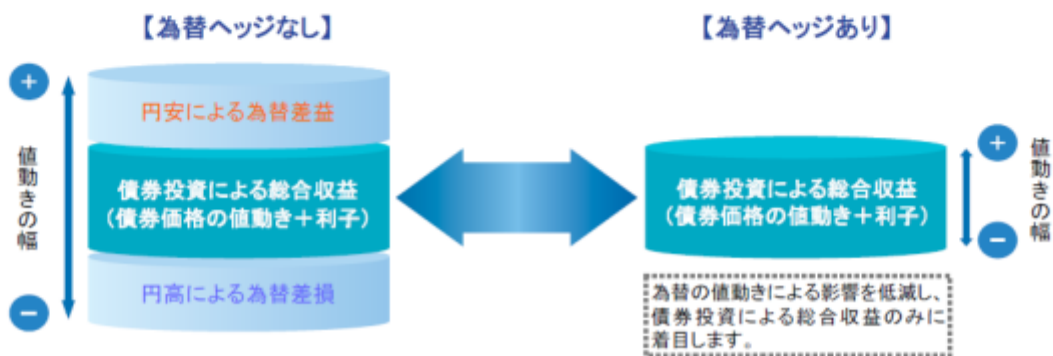 【為替ヘッジなし】
【為替ヘッジあり】
+
円安による為替差益
値動きの幅
債券投資による総合収益
(債券価格の値動き+利子)
円高による為替差損
−
債券投資による総合収益
(債券価格の値動き+利子)
+
値動きの幅
−
為替の値動きによる影響を低減し、
債券投資による総合収益のみに
着目します。